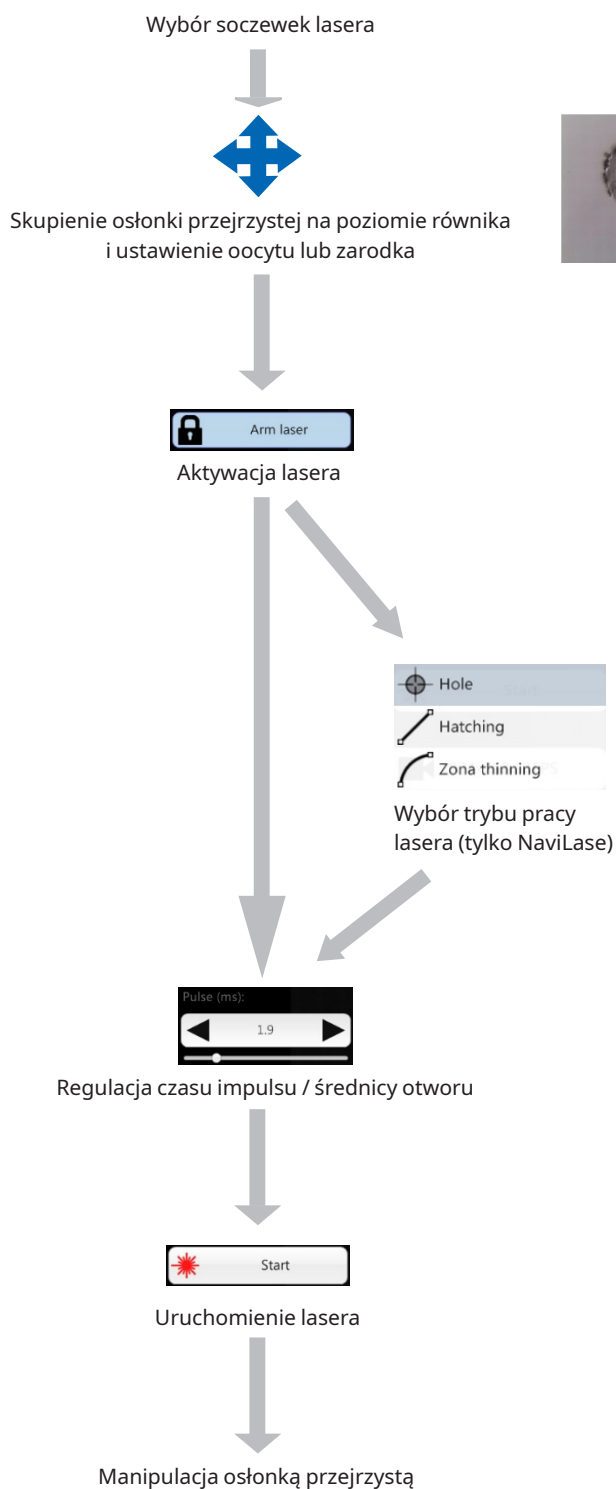 Wybór soczewek lasera
Skupienie osłonki przejrzystej na poziomie równika
i ustawienie oocytu lub zarodka
Arm laser
Aktywacja lasera
Hole
Hatching
Zona thinning
Wybór trybu pracy
lasera (tylko NaviLase)
Pulse (ms):
1.9
Regulacja czasu impulsu / średnicy otworu
Start
Uruchomienie lasera
Manipulacja osłonką przejrzystą